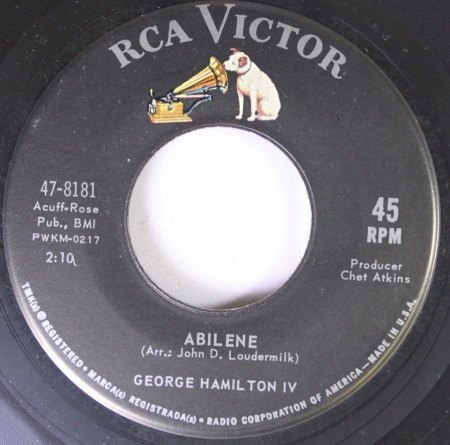 RCA VICTOR
47-8181
Acuff-Rose
Pub., BMI
PWKM-0217
2:10
45
RPM
Producer
Chet Atkins
ABILENE
(Arr.: John D. Loudermilk)
GEORGE HAMILTON IV
TMK(s) ® REGISTERED • MARCA(s) REGISTRADA(s) • RADIO CORPORATION OF AMERICA—MADE IN U.S.A.